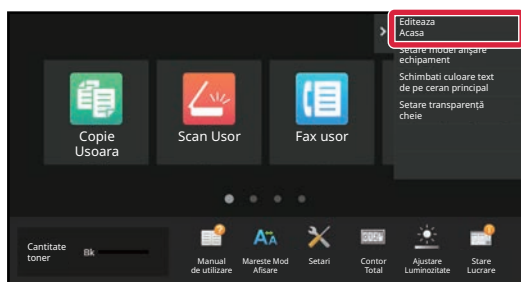 Editeaza
Acasa
Setare model afișare
echipament
Schimbati culoare text
de pe ceran principal
Setare transparență
cheie
Copie
Usoara
Scan Usor
Fax usor
Cantitate
toner
Bk
Manual
de utilizare
Mareste Mod
Afisare
Setari
Contor
Total
Ajustare
Luminozitate
Stare
Lucrare